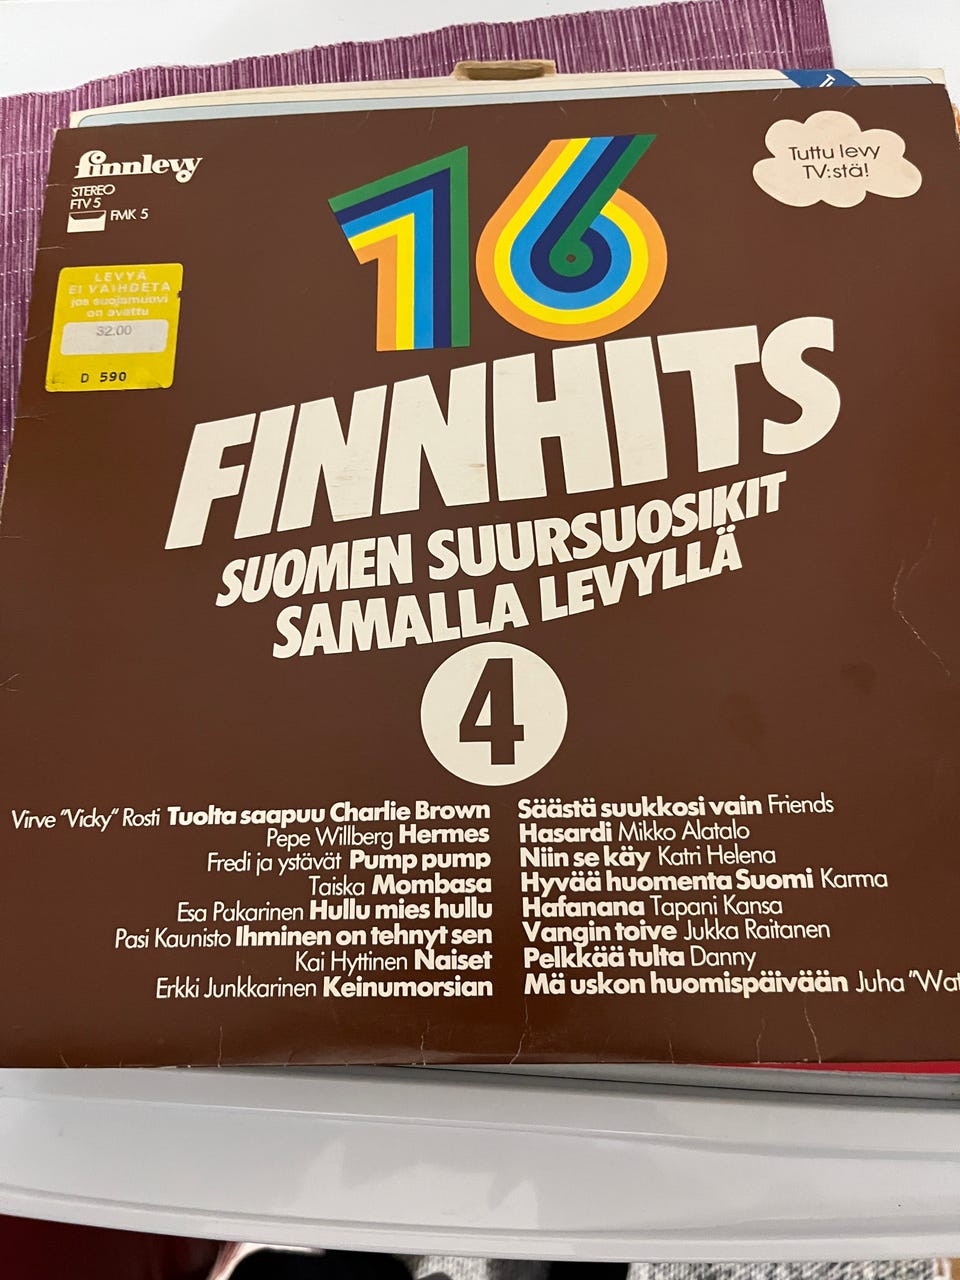 finnlevy
STEREO
FTV 5
FMK 5
Tuttu levy
TV:stä!
16
LEVYÄ
EI VAIHDETA
jos suojamuovi
on avattu
32.00
D 590
FINNHITS
SUOMEN SUURSUOSIKIT
SAMALLA LEVYLLÄ
4
Virve "Vicky" Rosti Tuolta saapuu Charlie Brown
Pepe Willberg Hermes
Fredi ja ystävät Pump pump
Taiska Mombasa
Esa Pakarinen Hullu mies hullu
Pasi Kaunisto Ihminen on tehnyt sen
Kai Hyttinen Naiset
Erkki Junkkarinen Keinumorsian
Säästä suukkosi vain Friends
Hasardi Mikko Alatalo
Niin se käy Katri Helena
Hyvää huomenta Suomi Karma
Hafanana Tapani Kansa
Vangin toive Jukka Raitanen
Pelkkää tulta Danny
Mä uskon huomispäivään Juha "Wat